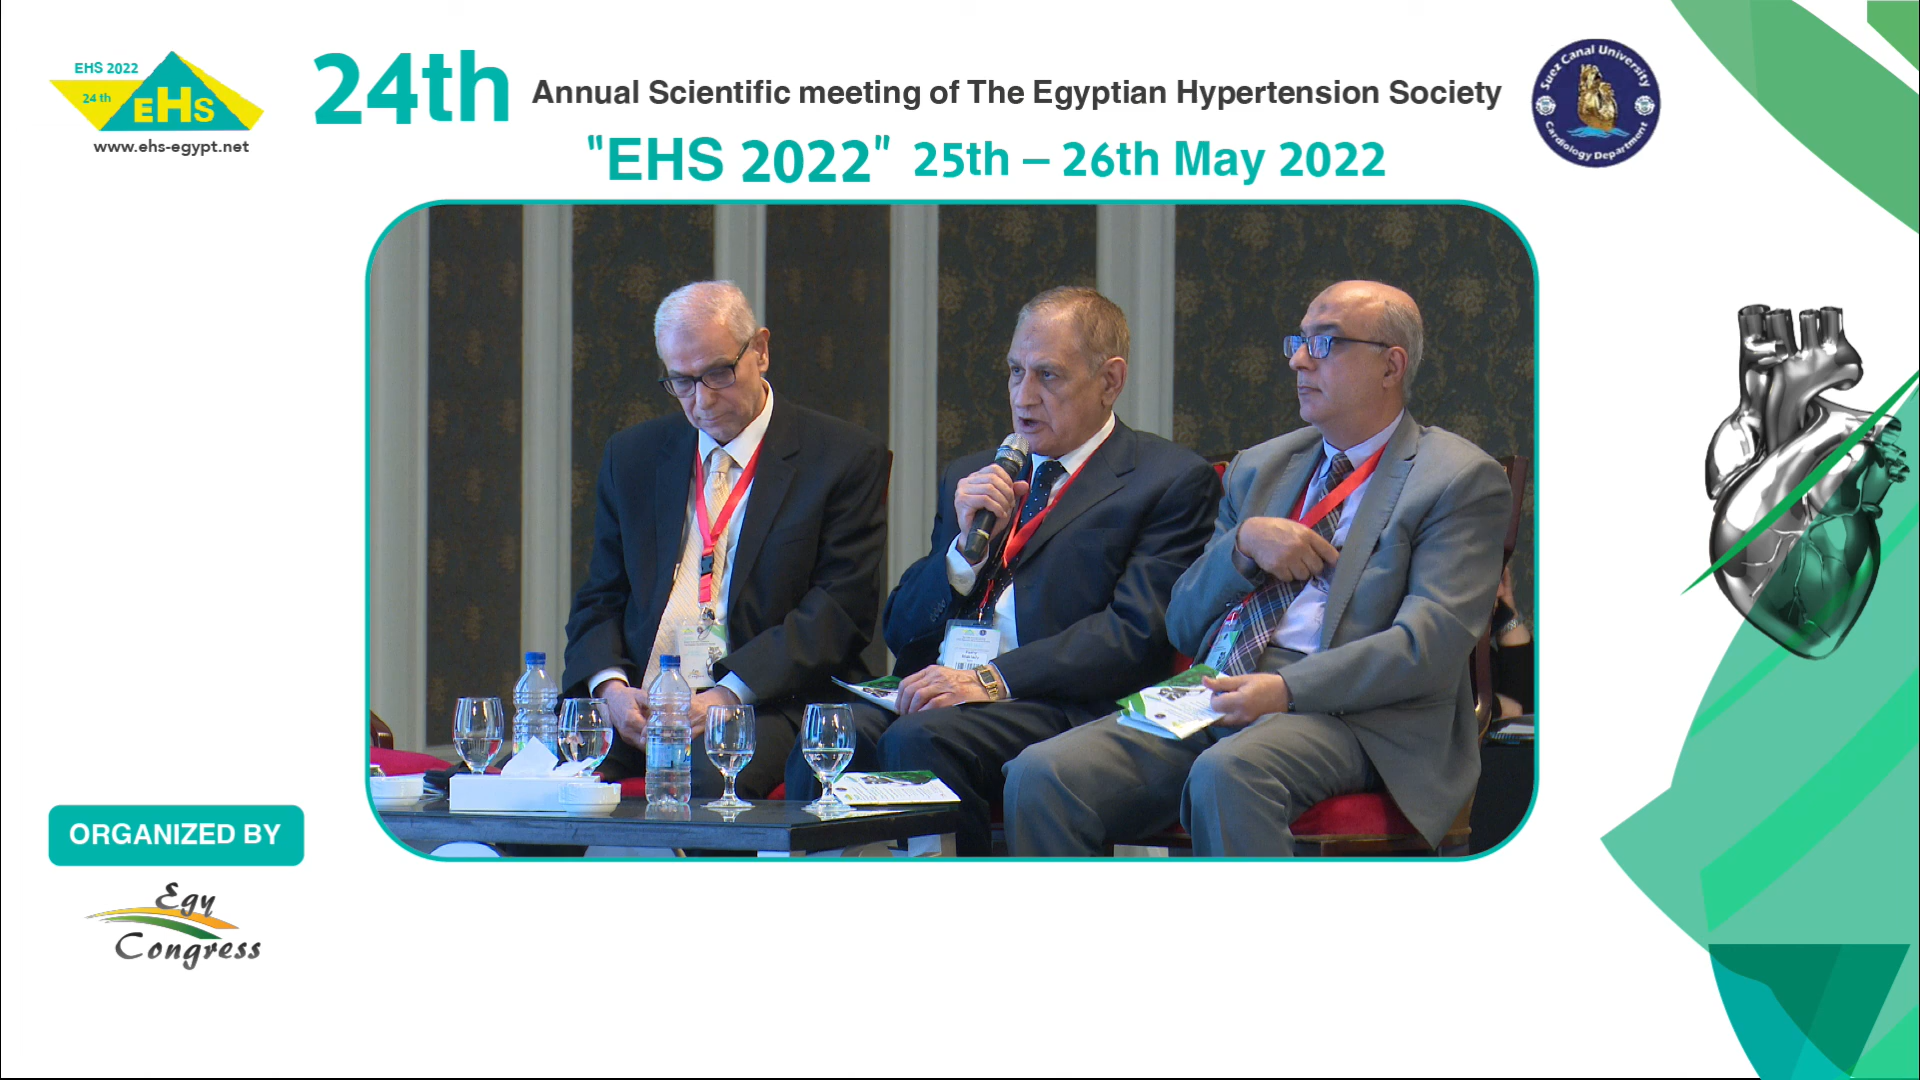 EHS 2022
24 th
EHS
www.ehs-egypt.net
24th Annual Scientific meeting of The Egyptian Hypertension Society
"EHS 2022" 25th – 26th May 2022
Suez Canal University
Cardiology Department
ORGANIZED BY
Egy
Congress